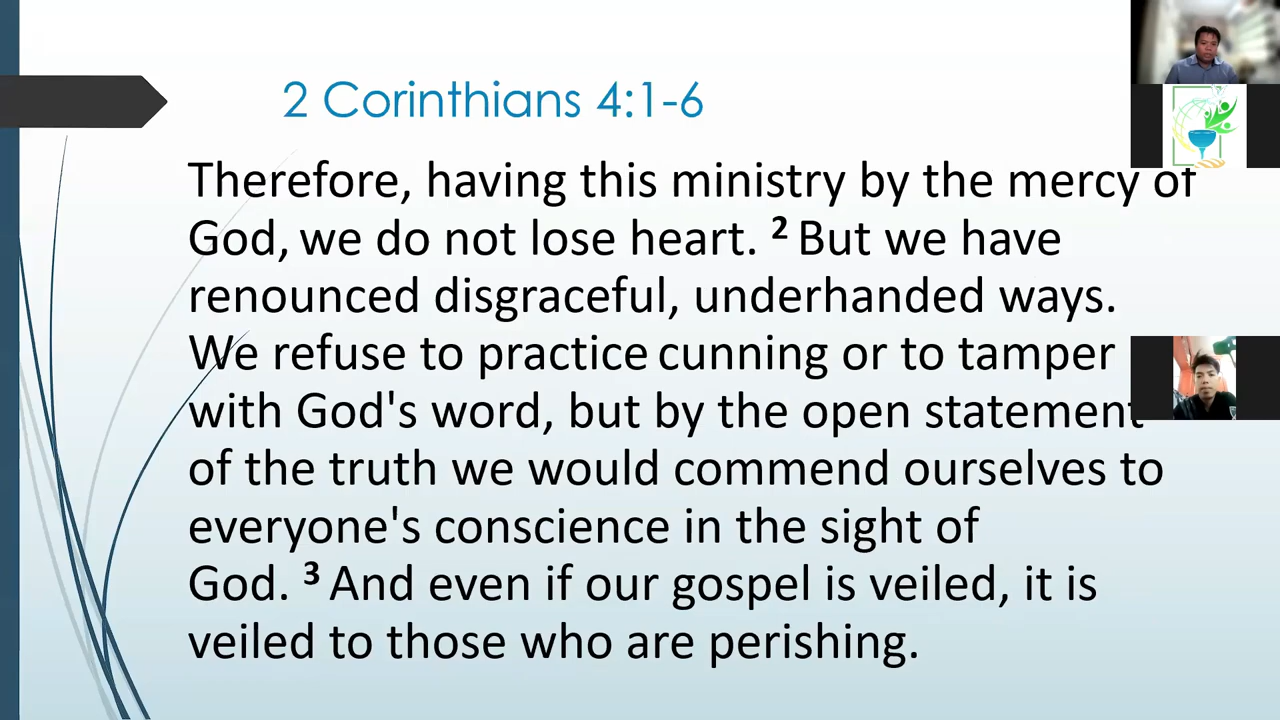 2 Corinthians 4:1-6
Therefore, having this ministry by the mercy of
God, we do not lose heart. 2 But we have
renounced disgraceful, underhanded ways.
We refuse to practice cunning or to tamper
with God's word, but by the open statement
of the truth we would commend ourselves to
everyone's conscience in the sight of
God. 3 And even if our gospel is veiled, it is
veiled to those who are perishing.